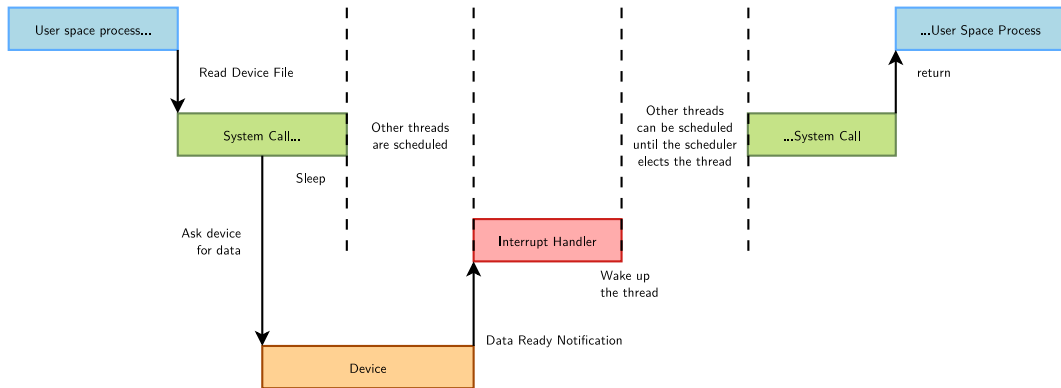 User space process...
...User Space Process
Read Device File
return
System Call...
Other threads
are scheduled
Other threads
can be scheduled
until the scheduler
elects the thread
...System Call
Sleep
Ask device
for data
Interrupt Handler
Wake up
the thread
Data Ready Notification
Device